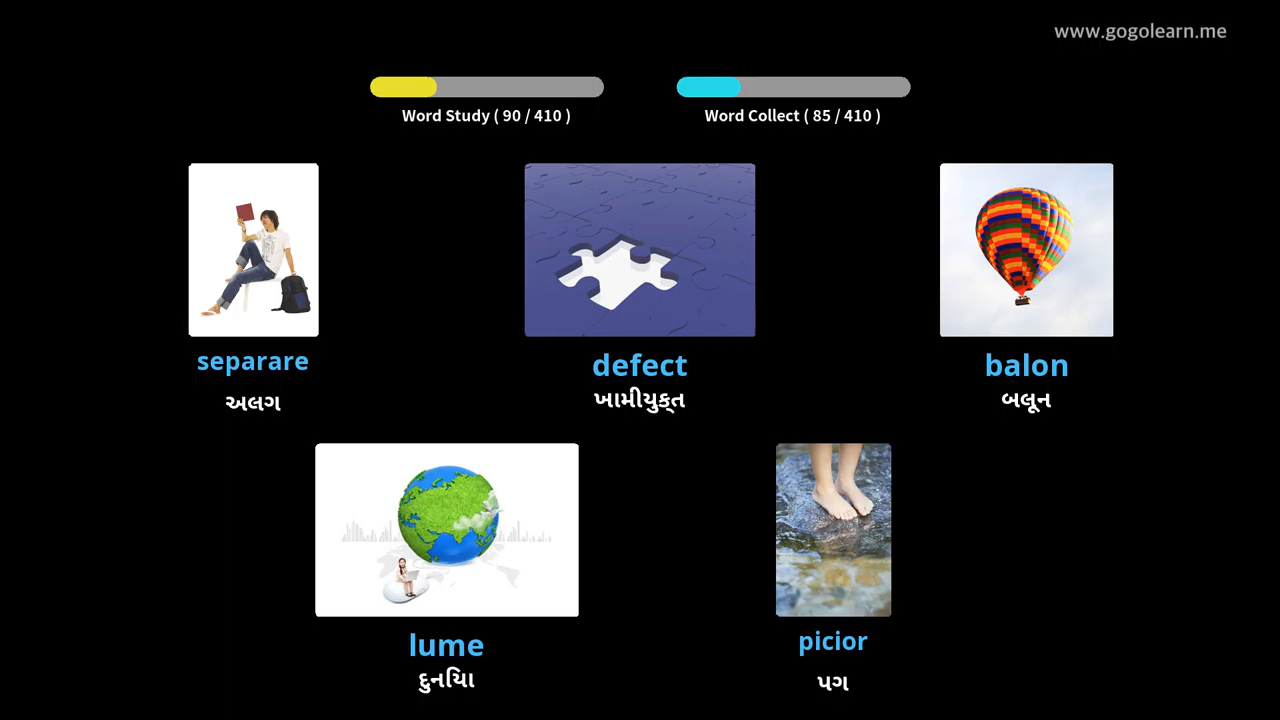 www.gogolearn.me
Word Study ( 90 / 410 )
Word Collect ( 85 / 410 )
separare
અલગ
defect
ખામીયુક્ત
balon
બલૂન
lume
દુનિયા
picior
પગ